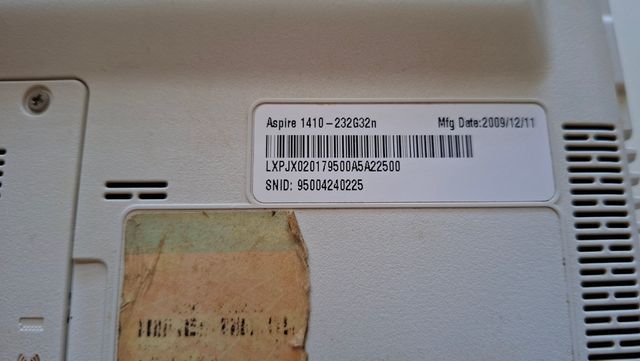 Aspire 1410-232G32n Mfg Date:2009/12/11
LXPJX020179500A5A22500
SNID: 95004240225